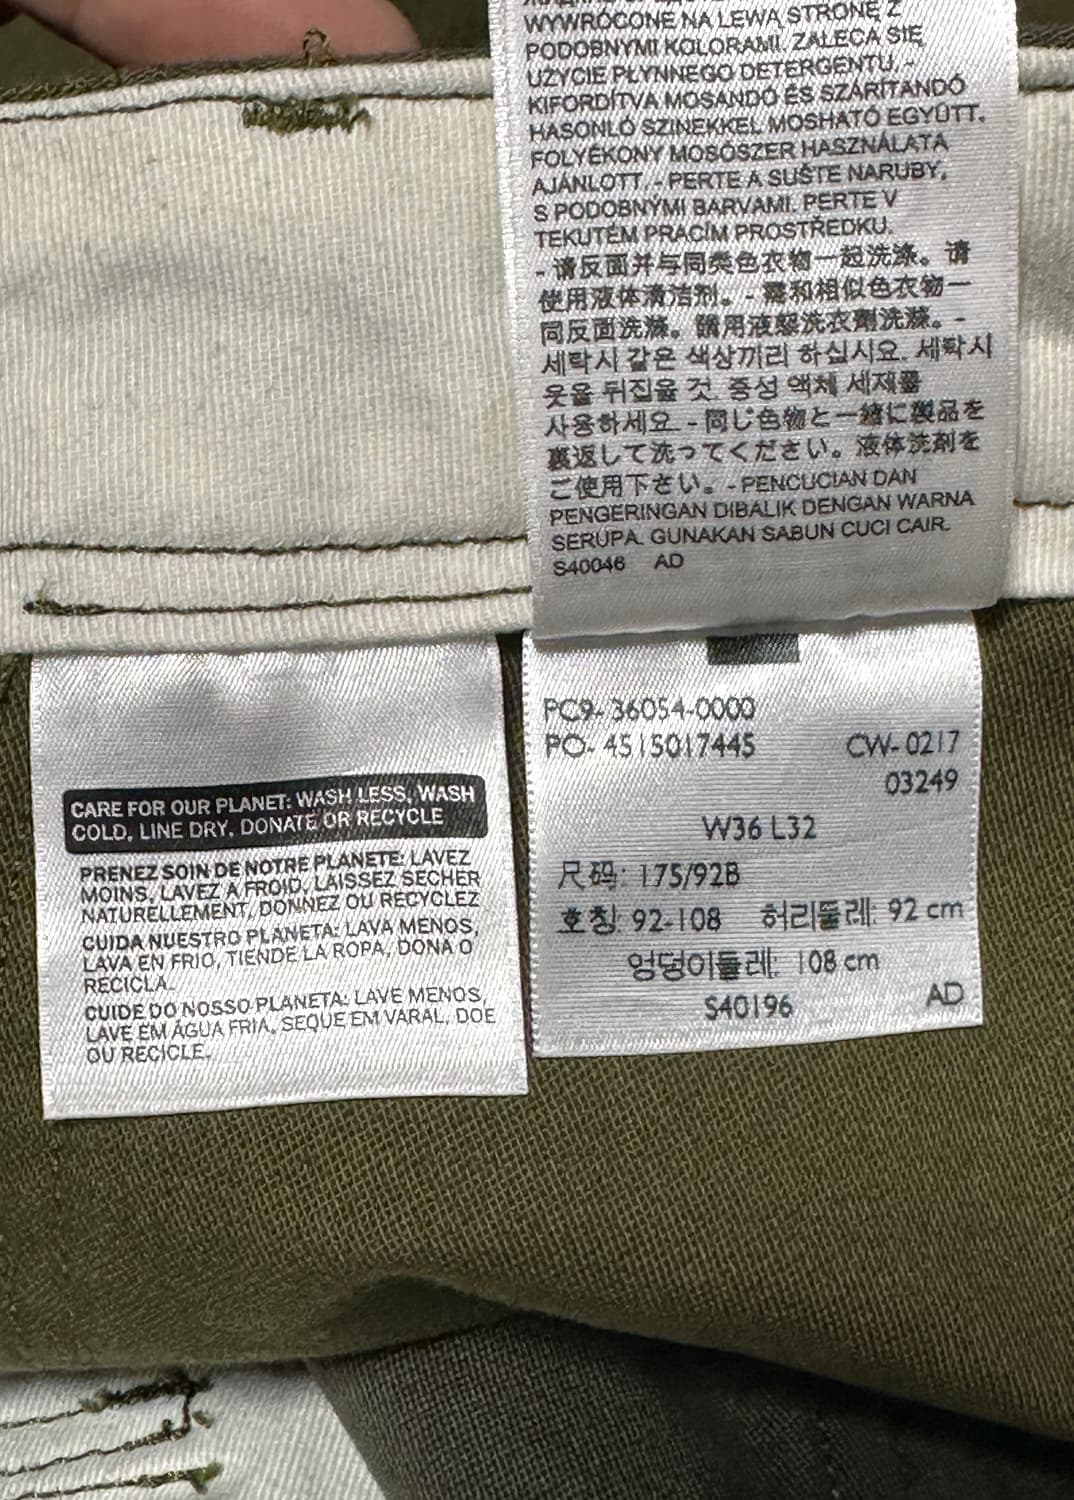 WYWRÓCONE NA LEWĄ STRONĘ Z
PODOBNYMI KOLORAMI. ZALECA SIĘ
UŻYCIE PŁYNNEGO DETERGENTU. -
KIFORDÍTVA MOSANDÓ ÉS SZÁRÍTANDÓ
HASONLÓ SZINEKKEL MOSHATÓ EGYÜTT.
FOLYÉKONY MOSÓSZER HASZNÁLATA
AJÁNLOTT. - PERTE A SUŠTE NARUBY,
S PODOBNÝMI BARVAMI. PERTE V
TEKUTÉM PRACÍM PROSTŘEDKU.
- 请反面并与同类色衣物一起洗涤。请
使用液体清洁剂。- 需和相似色衣物一
同反面洗滌。請用液態洗衣劑洗滌。-
세탁시 같은 색상끼리 하십시요. 세탁시
옷을 뒤집을 것. 중성 액체 세제를
사용하세요. - 同じ色物と一緒に製品を
裏返して洗ってください。液体洗剤を
ご使用下さい。- PENCUCIAN DAN
PENGERINGAN DIBALIK DENGAN WARNA
SERUPA. GUNAKAN SABUN CUCI CAIR.
S40046 AD
CARE FOR OUR PLANET: WASH LESS, WASH
COLD, LINE DRY, DONATE OR RECYCLE
PRENEZ SOIN DE NOTRE PLANETE: LAVEZ
MOINS, LAVEZ A FROID, LAISSEZ SECHER
NATURELLEMENT, DONNEZ OU RECYCLEZ
CUIDA NUESTRO PLANETA: LAVA MENOS,
LAVA EN FRIO, TIENDE LA ROPA, DONA O
RECICLA.
CUIDE DO NOSSO PLANETA: LAVE MENOS,
LAVE EM ÁGUA FRIA, SEQUE EM VARAL, DOE
OU RECICLE.
PC9- 36054-0000
PO- 4515017445 CW- 0217
03249
W36 L32
尺码: 175/92B
호칭: 92-108 허리둘레: 92 cm
엉덩이둘레: 108 cm
S40196 AD